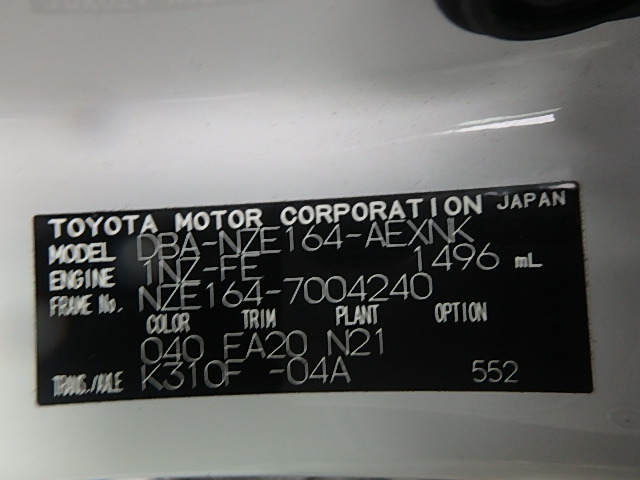 TOYOTA MOTOR CORPORATION JAPAN
MODEL DBA-NZE164-AEXNK
ENGINE 1NZ-FE 1496 mL
FRAME No. NZE164-7004240
COLOR TRIM PLANT OPTION
040 FA20 N21
TRANS./AXLE K310F -04A 552